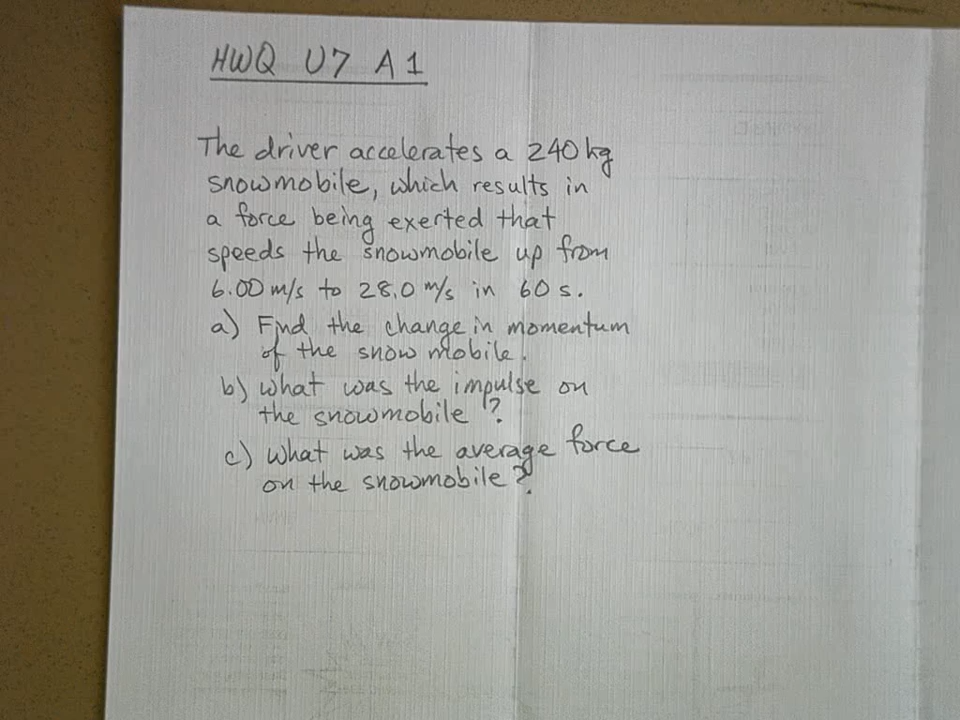 HWQ U7 A1
The driver accelerates a 240 kg
snowmobile, which results in
a force being exerted that
speeds the snowmobile up from
6.00 m/s to 28.0 m/s in 60 s.
a) Find the change in momentum
of the snow mobile.
b) what was the impulse on
the snowmobile?
c) what was the average force
on the snowmobile?